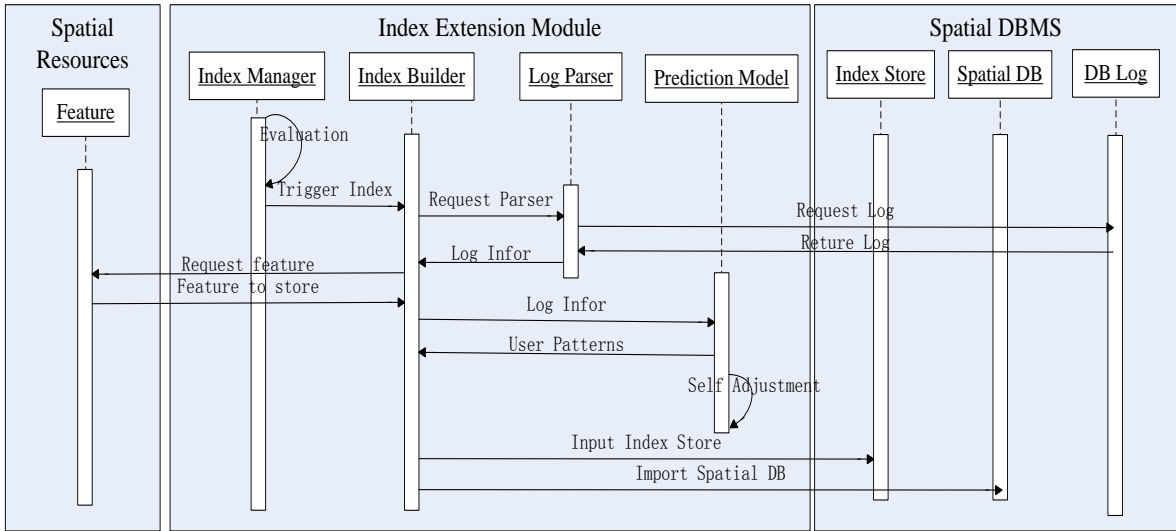 Spatial
Resources
Index Extension Module
Spatial DBMS
Feature
Index Manager
Index Builder
Log Parser
Prediction Model
Index Store
Spatial DB
DB Log
Evaluation
Trigger Index
Request Parser
Request Log
Reture Log
Log Infor
Request feature
Feature to store
Log Infor
User Patterns
Self Adjustment
Input Index Store
Import Spatial DB